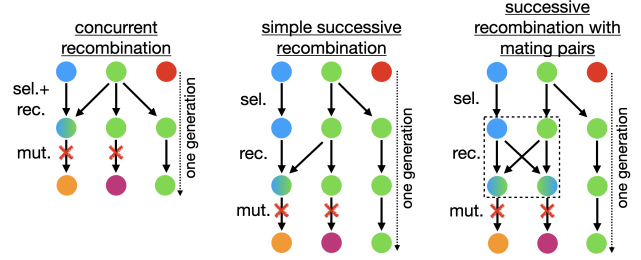 concurrent
recombination
sel.+
rec.
mut.
one generation
simple successive
recombination
sel.
rec.
mut.
one generation
successive
recombination with
mating pairs
sel.
rec.
mut.
one generation